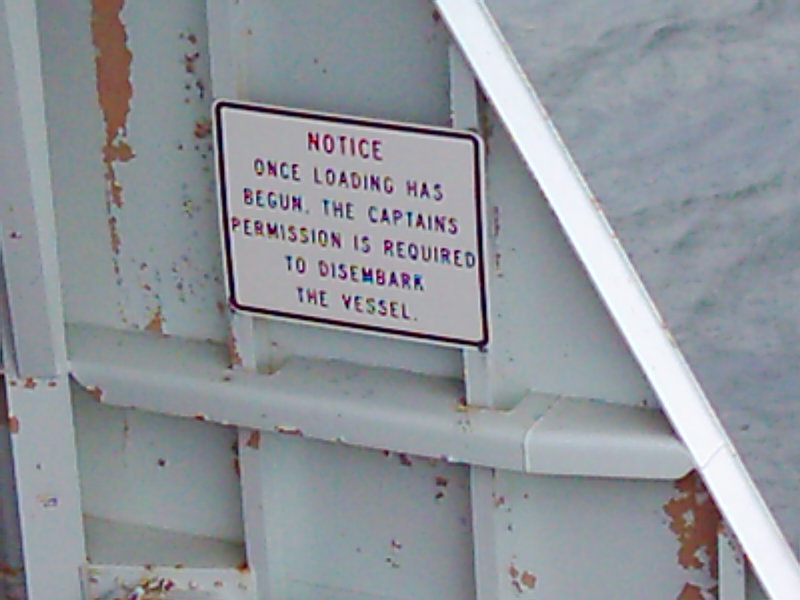 NOTICE
ONCE LOADING HAS
BEGUN. THE CAPTAINS
PERMISSION IS REQUIRED
TO DISEMBARK
THE VESSEL.